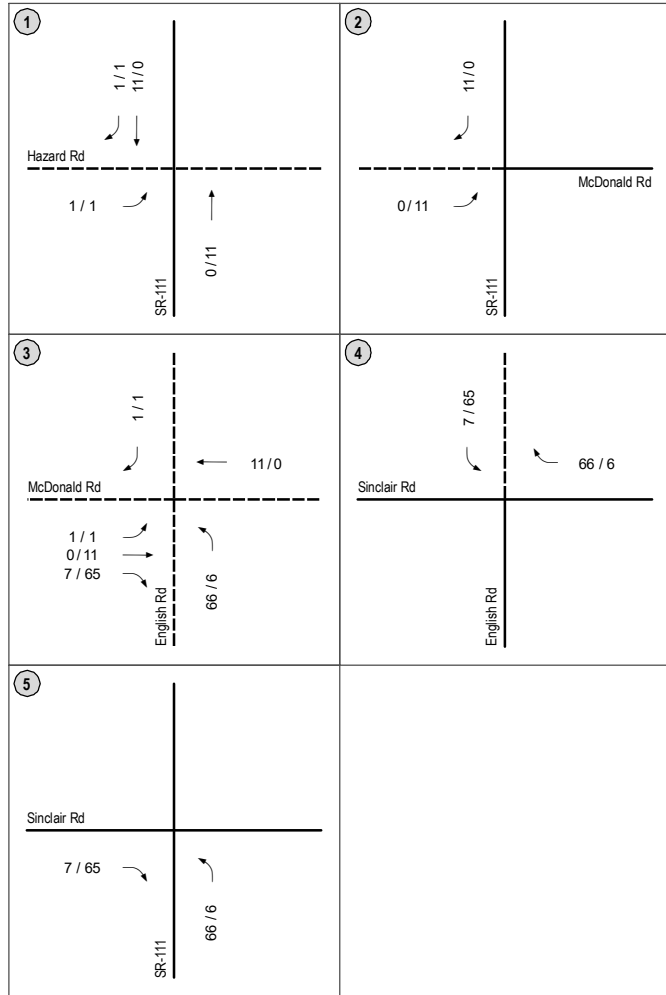 1
1 / 1
11 / 0
Hazard Rd
1 / 1
0 / 11
SR-111
2
11 / 0
McDonald Rd
0 / 11
SR-111
3
1 / 1
11 / 0
McDonald Rd
1 / 1
0 / 11
7 / 65
66 / 6
English Rd
4
7 / 65
66 / 6
Sinclair Rd
English Rd
5
Sinclair Rd
7 / 65
66 / 6
SR-111